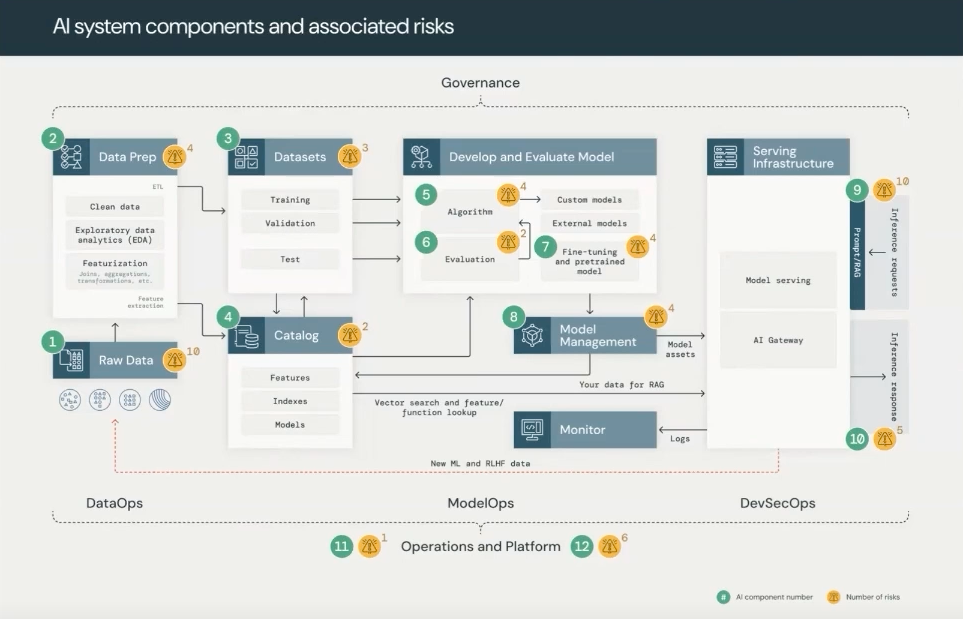 AI system components and associated risks
Governance
2
Data Prep
4
ETL
Clean data
Exploratory data
analytics (EDA)
Featurization
Joins, aggregations,
transformations, etc.
Feature
extraction
1
Raw Data
10
3
Datasets
3
Training
Validation
Test
4
Catalog
2
Features
Indexes
Models
Develop and Evaluate Model
5
4
Algorithm
6
2
Evaluation
Custom models
External models
7
4
Fine-tuning
and pretrained
model
8
Model
Management
4
Model
assets
Your data for RAG
Vector search and feature/
function lookup
Monitor
Logs
New ML and RLHF data
Serving
Infrastructure
Model serving
AI Gateway
9
10
Prompt/RAG
Inference requests
Inference response
10
5
DataOps
ModelOps
DevSecOps
11
1
Operations and Platform
12
6
# AI component number
Number of risks